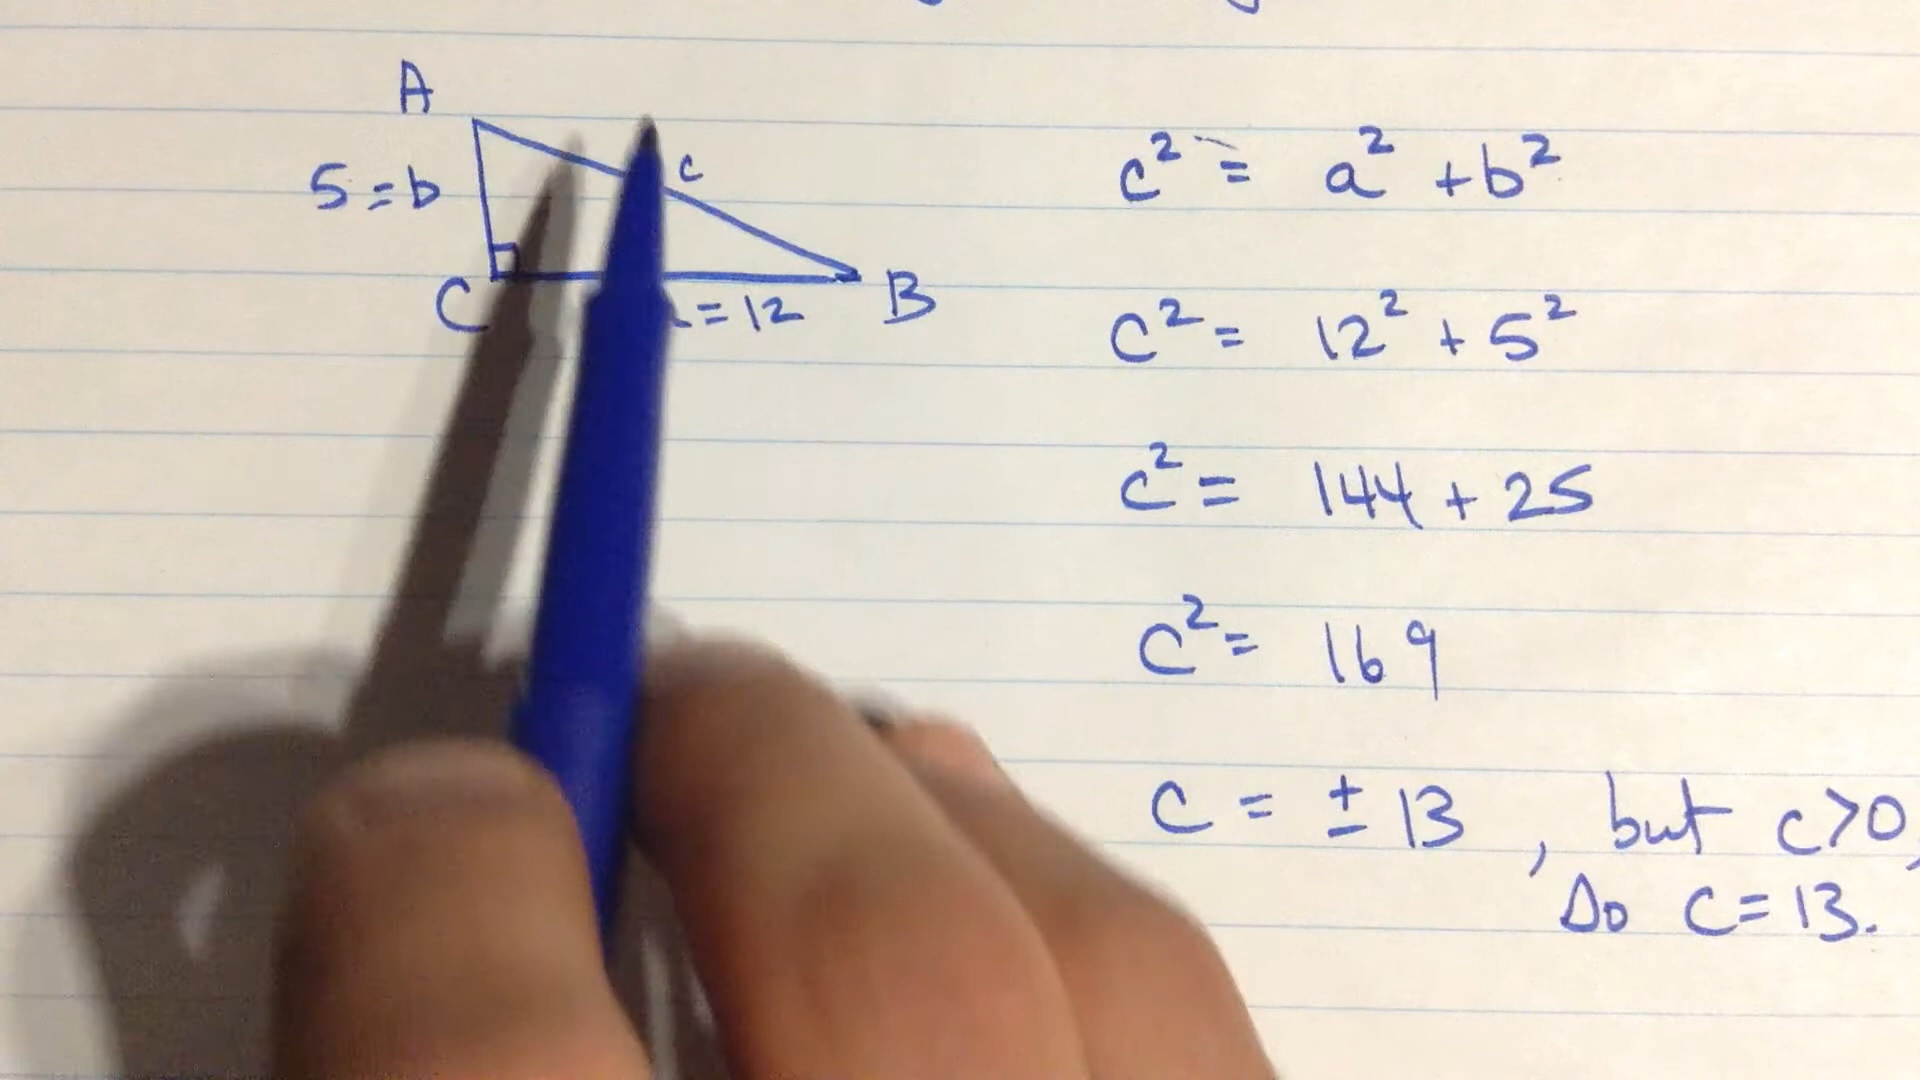 A
5 = b
c
C
= 12
B
c² = a² + b²
c² = 12² + 5²
c² = 144 + 25
c² = 169
c = ± 13 , but c>0,
so c = 13.